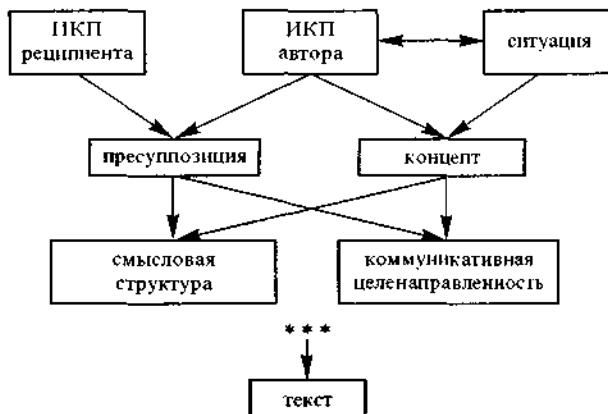 ИКП
реципиента
ИКП
автора
ситуация
пресуппозиция
концепт
смысловая
структура
коммуникативная
целенаправленность
* * *
текст